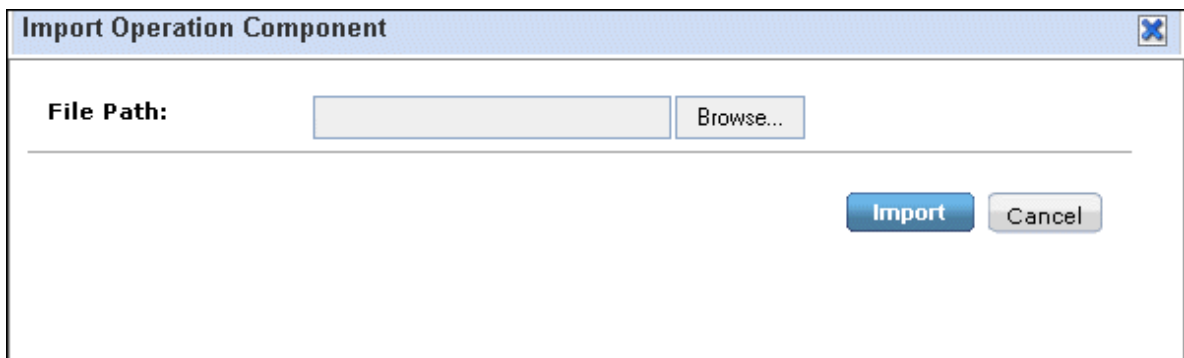 Import Operation Component
File Path:
Browse...
Import
Cancel